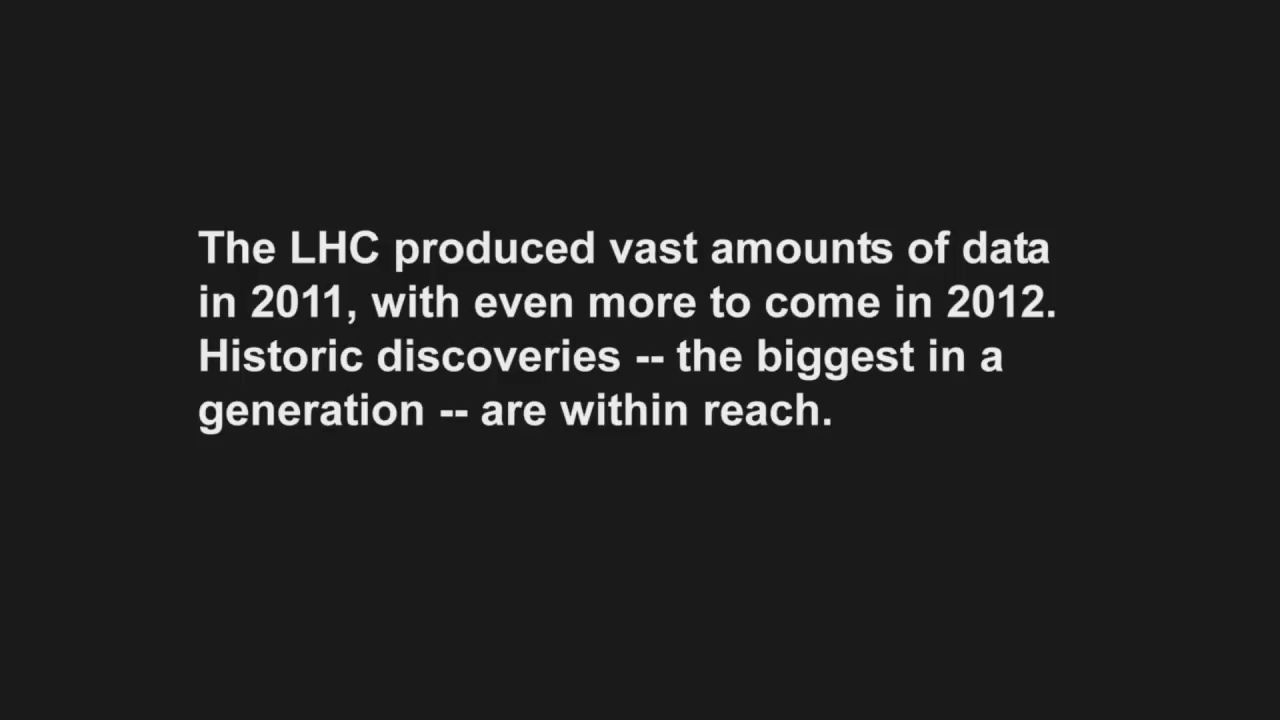 The LHC produced vast amounts of data
in 2011, with even more to come in 2012.
Historic discoveries -- the biggest in a
generation -- are within reach.